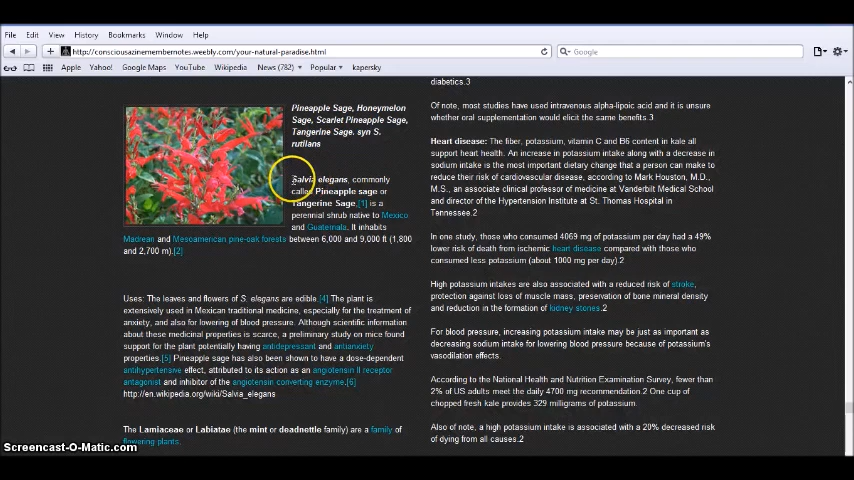 File Edit View History Bookmarks Window Help
http://consciousazinemembernotes.weebly.com/your-natural-paradise.html
Google
Apple Yahoo! Google Maps YouTube Wikipedia News (782) Popular kapersky
Pineapple Sage, Honeymelon
Sage, Scarlet Pineapple Sage,
Tangerine Sage. syn S.
rutilans
Salvia elegans, commonly
called Pineapple sage or
Tangerine Sage,[1] is a
perennial shrub native to Mexico
and Guatemala. It inhabits
Madrean and Mesoamerican pine-oak forests between 6,000 and 9,000 ft (1,800
and 2,700 m).[2]
Uses: The leaves and flowers of S. elegans are edible.[4] The plant is
extensively used in Mexican traditional medicine, especially for the treatment of
anxiety, and also for lowering of blood pressure. Although scientific information
about these medicinal properties is scarce, a preliminary study on mice found
support for the plant potentially having antidepressant and antianxiety
properties.[5] Pineapple sage has also been shown to have a dose-dependent
antihypertensive effect, attributed to its action as an angiotensin II receptor
antagonist and inhibitor of the angiotensin converting enzyme.[6]
http://en.wikipedia.org/wiki/Salvia_elegans
The Lamiaceae or Labiatae (the mint or deadnettle family) are a family of
flowering plants.
diabetics.3
Of note, most studies have used intravenous alpha-lipoic acid and it is unsure
whether oral supplementation would elicit the same benefits.3
Heart disease: The fiber, potassium, vitamin C and B6 content in kale all
support heart health. An increase in potassium intake along with a decrease in
sodium intake is the most important dietary change that a person can make to
reduce their risk of cardiovascular disease, according to Mark Houston, M.D.,
M.S., an associate clinical professor of medicine at Vanderbilt Medical School
and director of the Hypertension Institute at St. Thomas Hospital in
Tennessee.2
In one study, those who consumed 4069 mg of potassium per day had a 49%
lower risk of death from ischemic heart disease compared with those who
consumed less potassium (about 1000 mg per day).2
High potassium intakes are also associated with a reduced risk of stroke,
protection against loss of muscle mass, preservation of bone mineral density
and reduction in the formation of kidney stones.2
For blood pressure, increasing potassium intake may be just as important as
decreasing sodium intake for lowering blood pressure because of potassium's
vasodilation effects.
According to the National Health and Nutrition Examination Survey, fewer than
2% of US adults meet the daily 4700 mg recommendation.2 One cup of
chopped fresh kale provides 329 milligrams of potassium.
Also of note, a high potassium intake is associated with a 20% decreased risk
of dying from all causes.2
Screencast-O-Matic.com